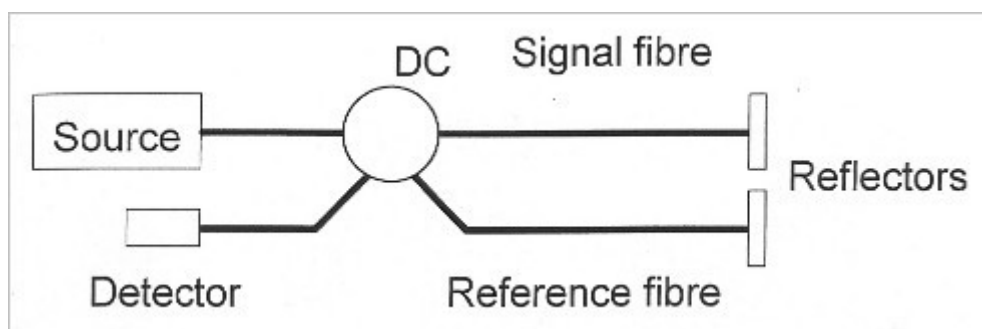 Signal fibre
DC
Source
Reflectors
Detector
Reference fibre